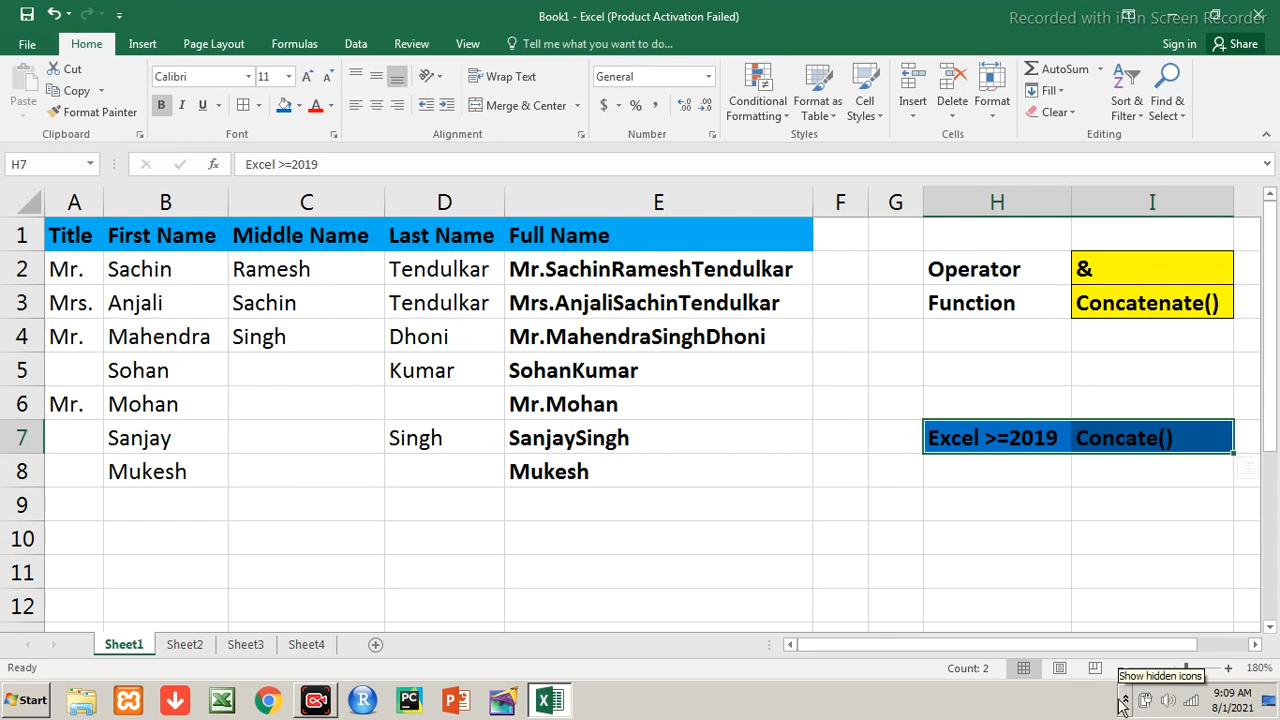 Book1 - Excel (Product Activation Failed)
Recorded with iFun Screen Recorder
File Home Insert Page Layout Formulas Data Review View Tell me what you want to do... Sign in Share
Paste Cut Copy Format Painter Clipboard
Calibri 11 B I U A Font
Wrap Text Merge & Center Alignment
General $ % , Number
Conditional Formatting Format as Table Cell Styles Styles
Insert Delete Format Cells
AutoSum Fill Clear Sort & Filter Find & Select Editing
H7 fx Excel >=2019
A B C D E F G H I
1 Title First Name Middle Name Last Name Full Name
2 Mr. Sachin Ramesh Tendulkar Mr.SachinRameshTendulkar Operator &
3 Mrs. Anjali Sachin Tendulkar Mrs.AnjaliSachinTendulkar Function Concatenate()
4 Mr. Mahendra Singh Dhoni Mr.MahendraSinghDhoni
5 Sohan Kumar SohanKumar
6 Mr. Mohan Mr.Mohan
7 Sanjay Singh SanjaySingh Excel >=2019 Concate()
8 Mukesh Mukesh
9
10
11
12
Sheet1 Sheet2 Sheet3 Sheet4
Ready Count: 2 180%
Show hidden icons
Start 9:09 AM
8/1/2021